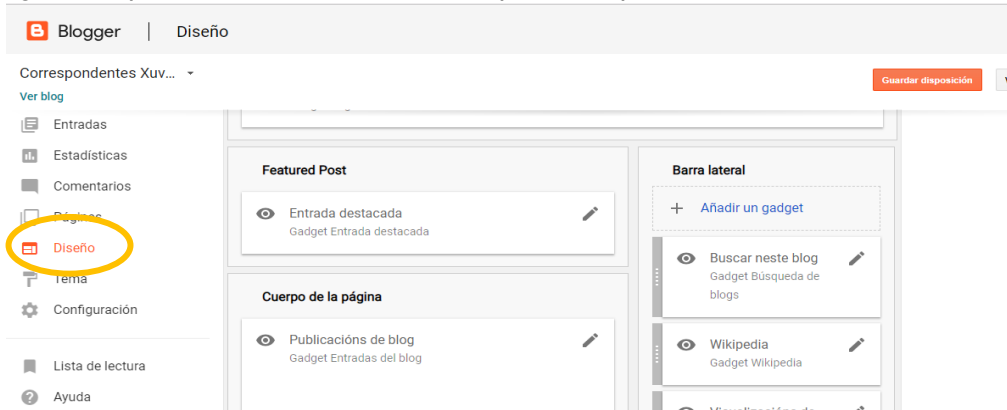 Blogger | Diseño
Correspondentes Xuv...
Ver blog
Guardar disposición
Entradas
Estadísticas
Comentarios
Páginas
Diseño
Tema
Configuración
Lista de lectura
Ayuda
Featured Post
Entrada destacada
Gadget Entrada destacada
Cuerpo de la página
Publicacións de blog
Gadget Entradas del blog
Barra lateral
+ Añadir un gadget
Buscar neste blog
Gadget Búsqueda de
blogs
Wikipedia
Gadget Wikipedia